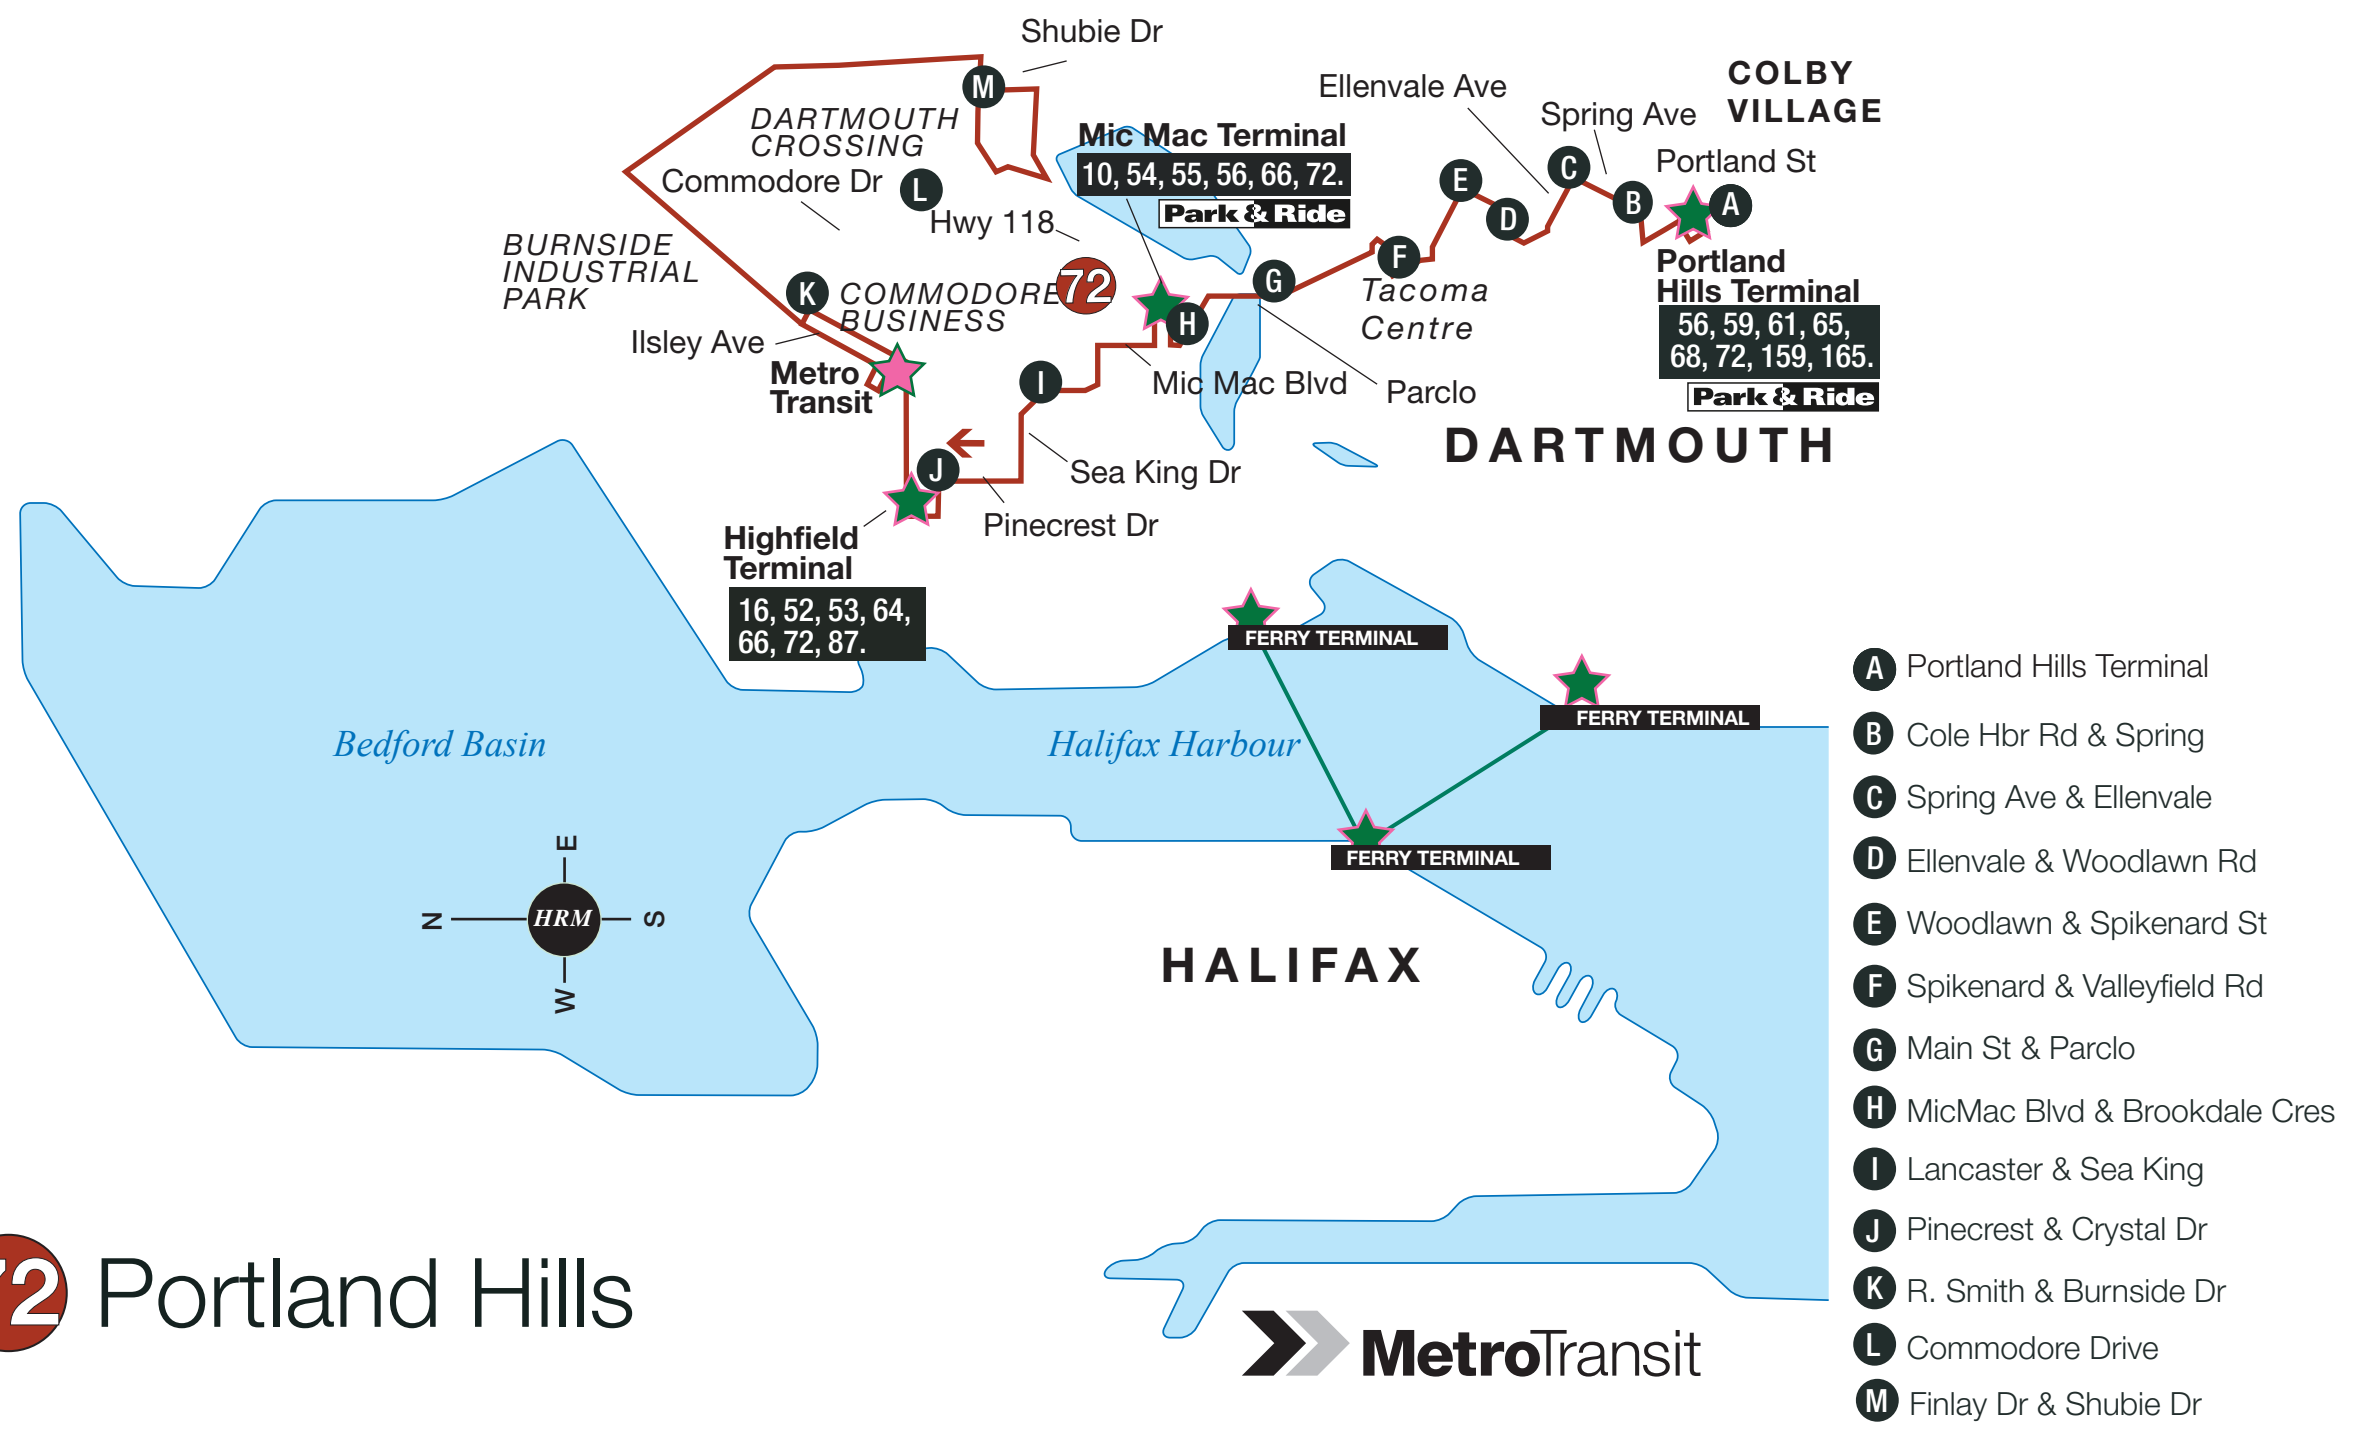 Shubie Dr
M
DARTMOUTH
CROSSING
Commodore Dr
L
Hwy 118
BURNSIDE
INDUSTRIAL
PARK
K
COMMODORE
BUSINESS
72
Ilsley Ave
Metro
Transit
Mic Mac Terminal
10, 54, 55, 56, 66, 72.
Park & Ride
Ellenvale Ave
Spring Ave
COLBY
VILLAGE
Portland St
E
C
D
B
A
F
G
H
I
J
Tacoma
Centre
Portland
Hills Terminal
56, 59, 61, 65,
68, 72, 159, 165.
Park & Ride
Mic Mac Blvd
Parclo
DARTMOUTH
Sea King Dr
Pinecrest Dr
Highfield
Terminal
16, 52, 53, 64,
66, 72, 87.
FERRY TERMINAL
FERRY TERMINAL
FERRY TERMINAL
Bedford Basin
Halifax Harbour
E
N HRM S
W
HALIFAX
72 Portland Hills
MetroTransit
A Portland Hills Terminal
B Cole Hbr Rd & Spring
C Spring Ave & Ellenvale
D Ellenvale & Woodlawn Rd
E Woodlawn & Spikenard St
F Spikenard & Valleyfield Rd
G Main St & Parclo
H MicMac Blvd & Brookdale Cres
I Lancaster & Sea King
J Pinecrest & Crystal Dr
K R. Smith & Burnside Dr
L Commodore Drive
M Finlay Dr & Shubie Dr